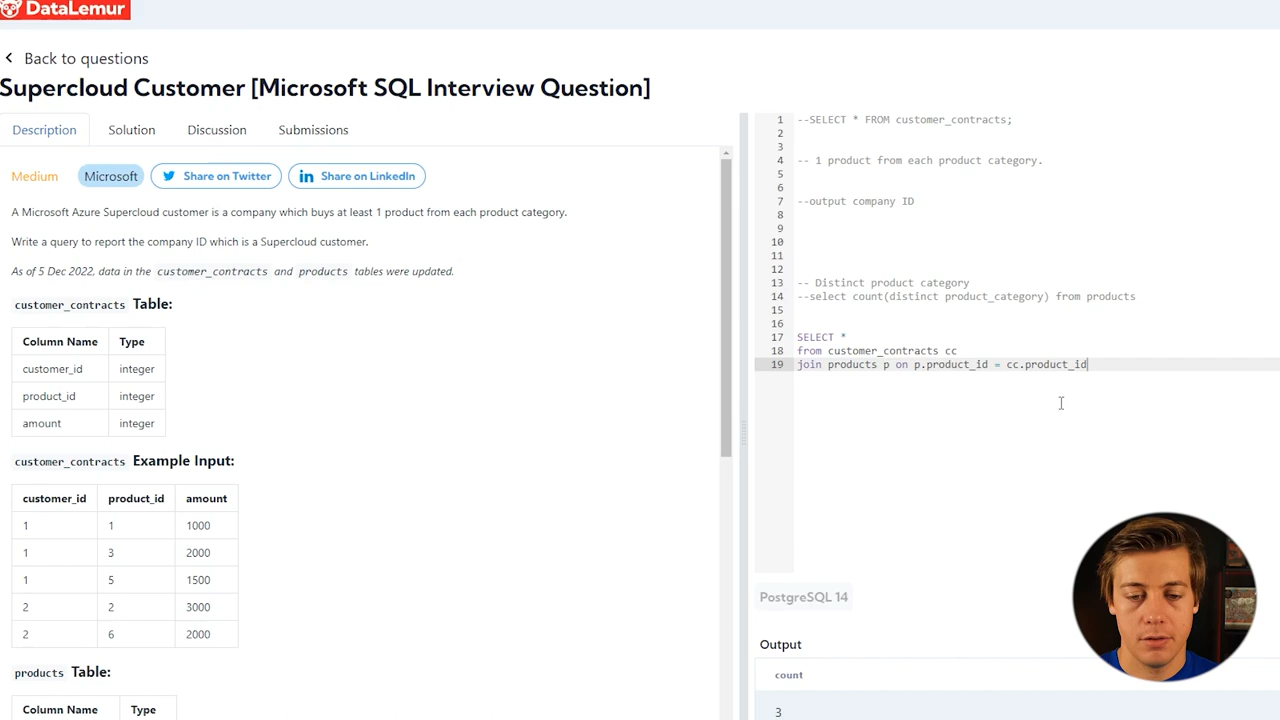 DataLemur
Back to questions
Supercloud Customer [Microsoft SQL Interview Question]
Description Solution Discussion Submissions
Medium Microsoft Share on Twitter Share on LinkedIn
A Microsoft Azure Supercloud customer is a company which buys at least 1 product from each product category.
Write a query to report the company ID which is a Supercloud customer.
As of 5 Dec 2022, data in the customer_contracts and products tables were updated.
customer_contracts Table:
Column Name Type
customer_id integer
product_id integer
amount integer
customer_contracts Example Input:
customer_id product_id amount
1 1 1000
1 3 2000
1 5 1500
2 2 3000
2 6 2000
products Table:
Column Name Type
1 --SELECT * FROM customer_contracts;
2
3
4 -- 1 product from each product category.
5
6
7 --output company ID
8
9
10
11
12
13 -- Distinct product category
14 --select count(distinct product_category) from products
15
16
17 SELECT *
18 from customer_contracts cc
19 join products p on p.product_id = cc.product_id
PostgreSQL 14
Output
count
3